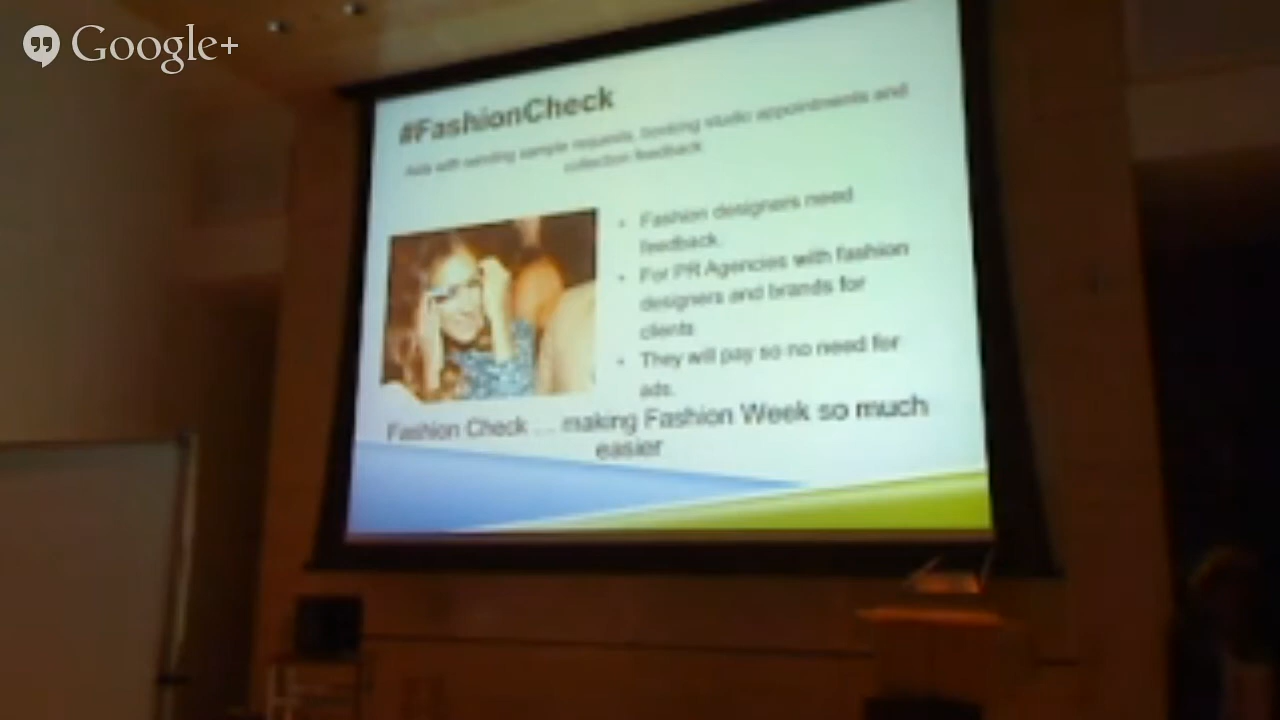 Google+
#FashionCheck
Aids with sending sample requests, booking studio appointments and
collection feedback
• Fashion designers need
feedback.
• For PR Agencies with fashion
designers and brands for
clients
• They will pay so no need for
ads.
Fashion Check ... making Fashion Week so much
easier